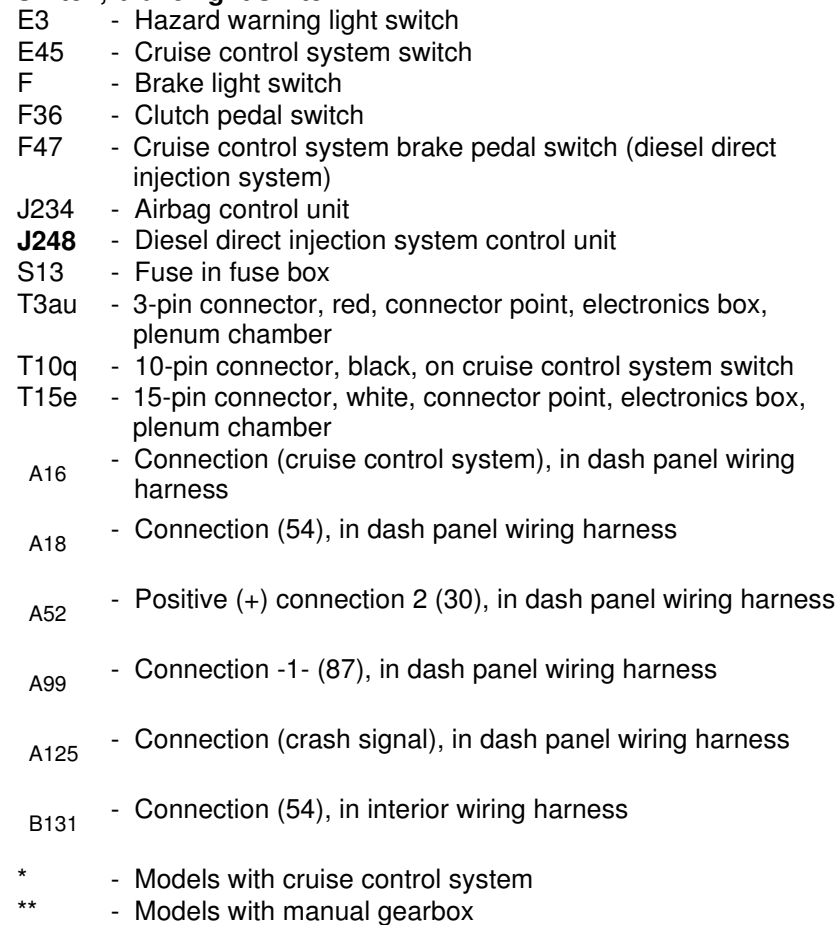 E3 - Hazard warning light switch
E45 - Cruise control system switch
F - Brake light switch
F36 - Clutch pedal switch
F47 - Cruise control system brake pedal switch (diesel direct
injection system)
J234 - Airbag control unit
J248 - Diesel direct injection system control unit
S13 - Fuse in fuse box
T3au - 3-pin connector, red, connector point, electronics box,
plenum chamber
T10q - 10-pin connector, black, on cruise control system switch
T15e - 15-pin connector, white, connector point, electronics box,
plenum chamber
A16 - Connection (cruise control system), in dash panel wiring
harness
A18 - Connection (54), in dash panel wiring harness
A52 - Positive (+) connection 2 (30), in dash panel wiring harness
A99 - Connection -1- (87), in dash panel wiring harness
A125 - Connection (crash signal), in dash panel wiring harness
B131 - Connection (54), in interior wiring harness
* - Models with cruise control system
** - Models with manual gearbox